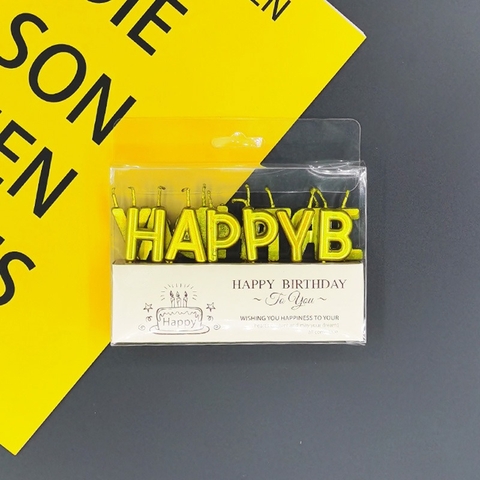 DIE
SON
EN
HAPPYB
HAPPY BIRTHDAY
~ To You ~
WISHING YOU HAPPINESS TO YOUR
Happy